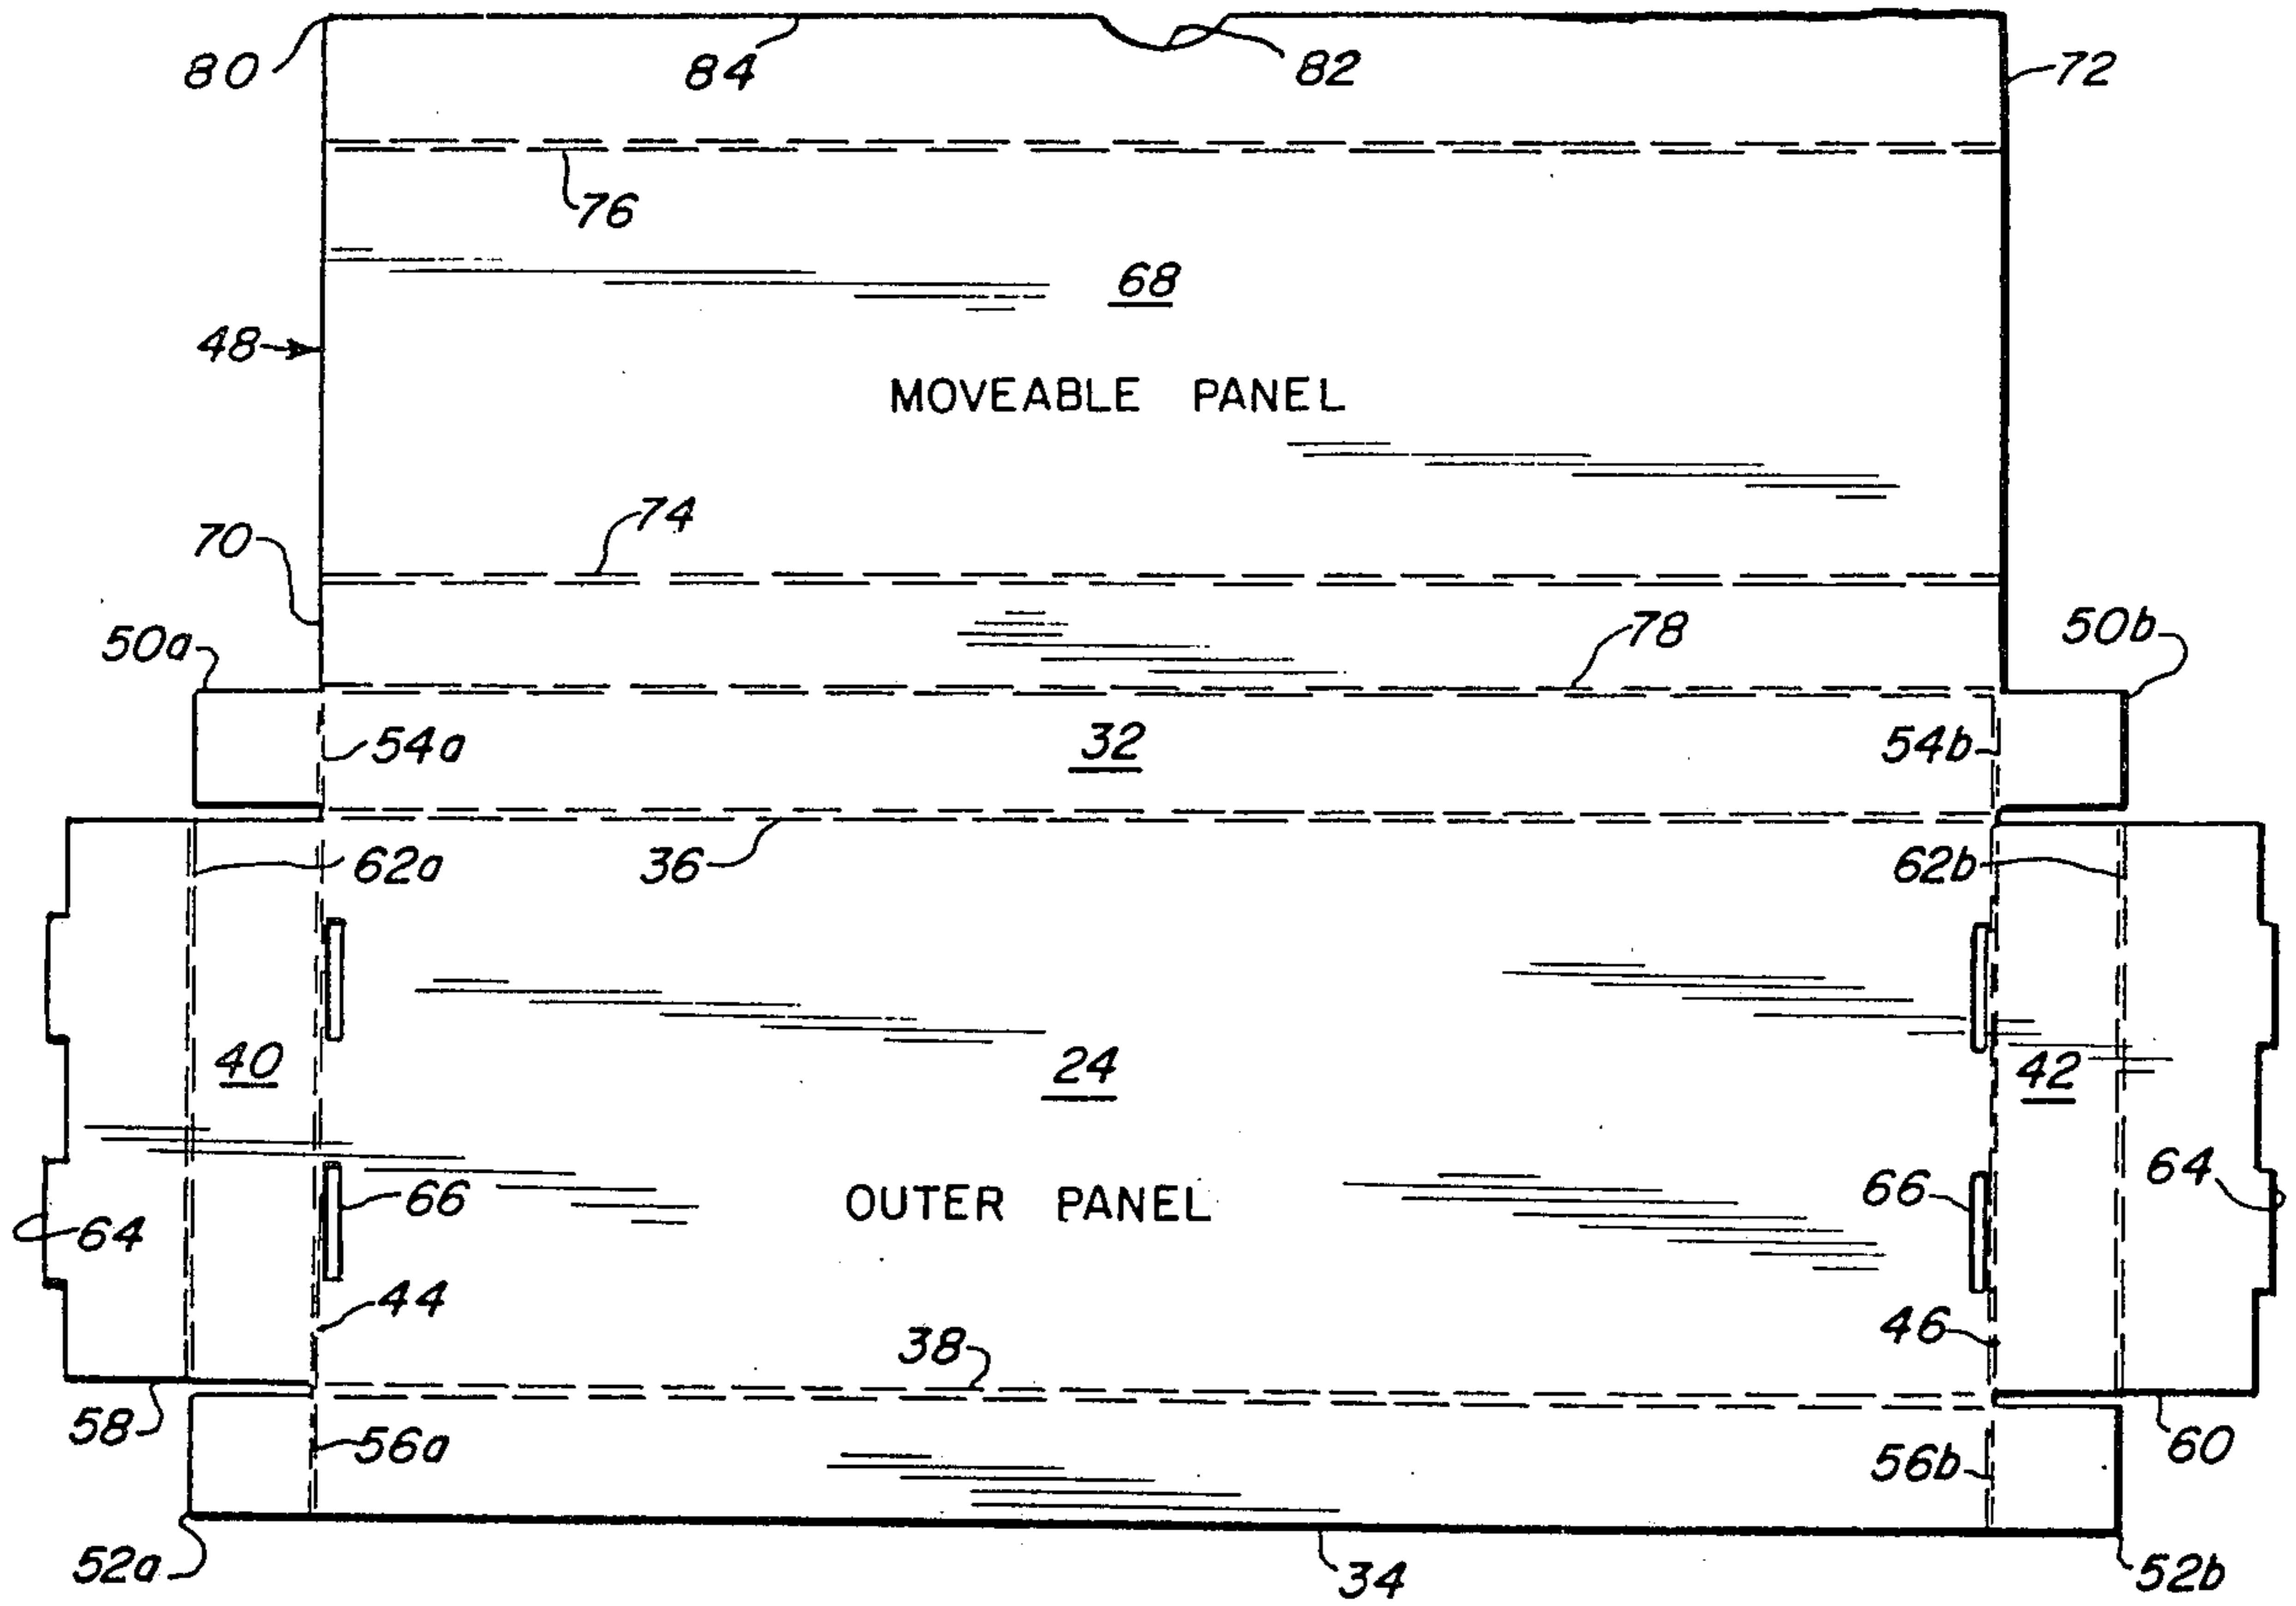 80 84 82 72
76
68
48
MOVEABLE PANEL
74
70
78
50a 50b
54a 32 54b
36 62a 62b
40 24 42
66 OUTER PANEL 66 64
64
44 46
38
58 56a 56b 60
52a 34 52b